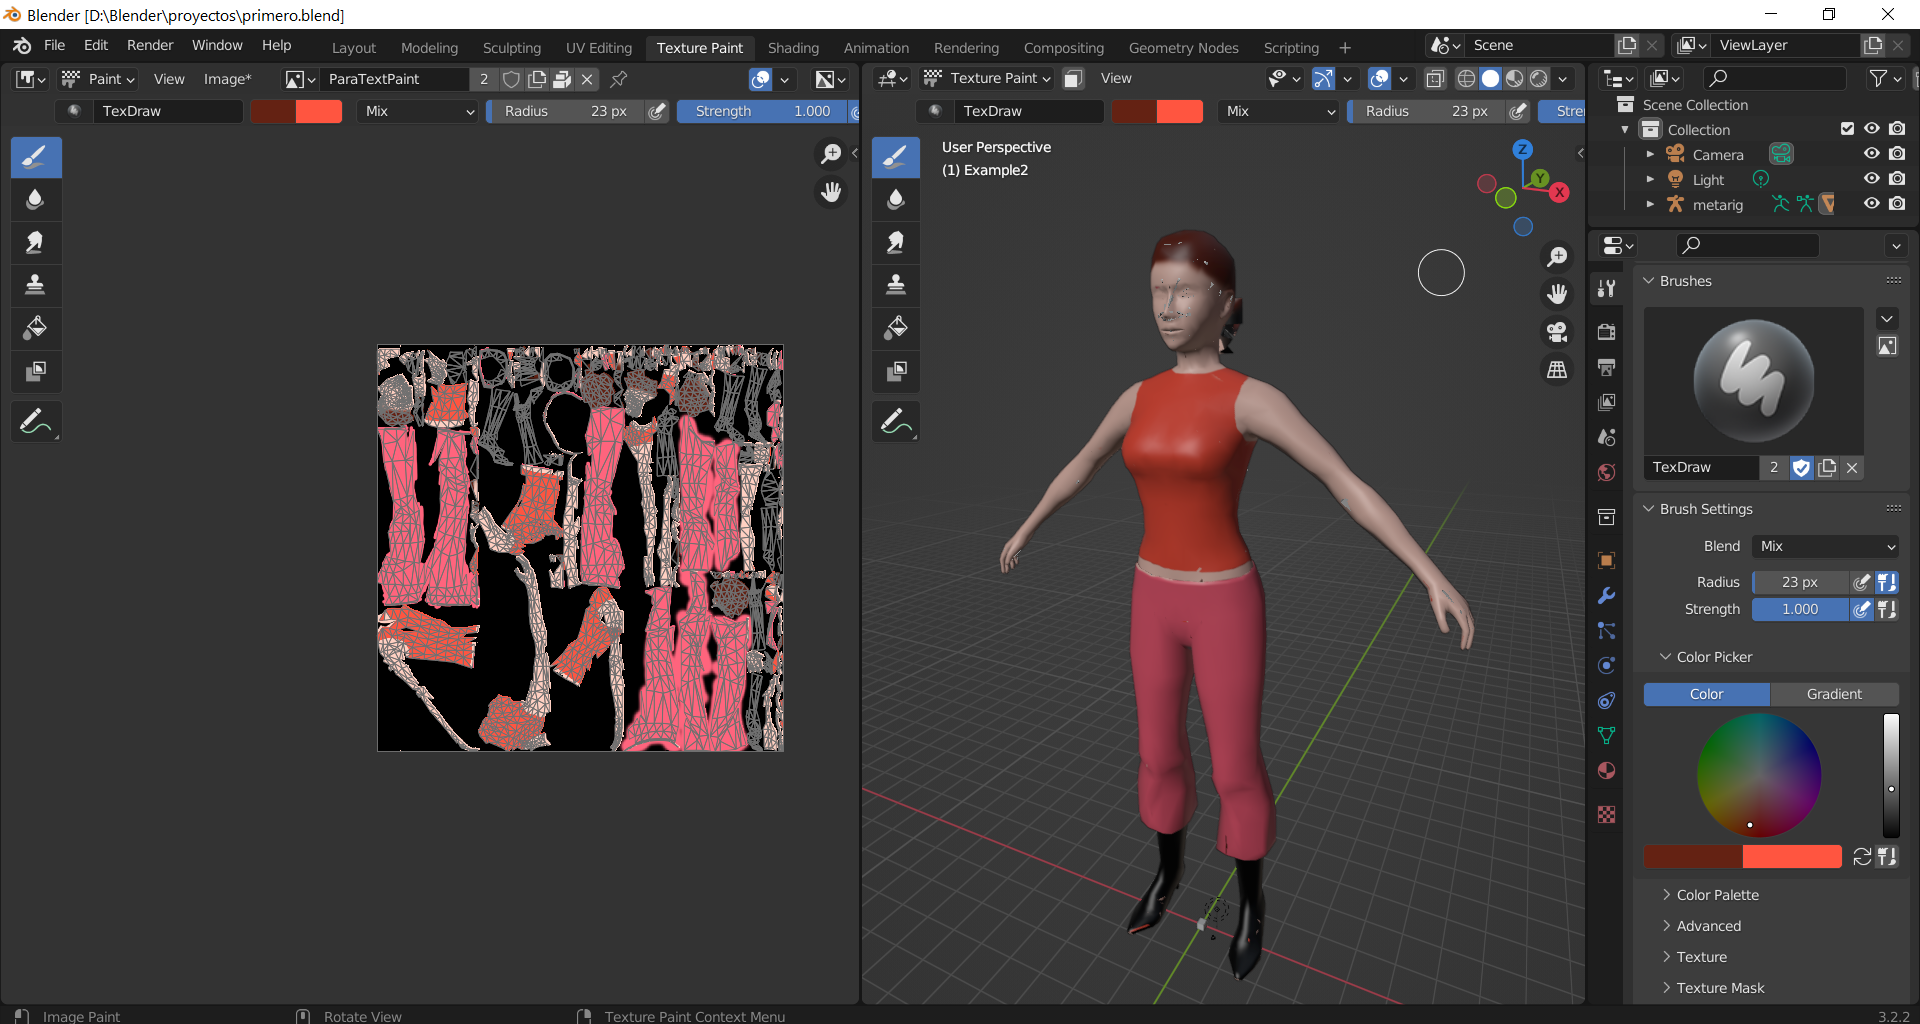 Blender [D:\Blender\proyectos\primero.blend]
File Edit Render Window Help Layout Modeling Sculpting UV Editing Texture Paint Shading Animation Rendering Compositing Geometry Nodes Scripting Scene ViewLayer
Paint View Image* ParaTextPaint 2 Texture Paint View
TexDraw Mix Radius 23 px Strength 1.000 TexDraw Mix Radius 23 px Stre
Scene Collection
Collection
Camera
Light
metarig
User Perspective
(1) Example2
Z
Y
X
Brushes
TexDraw 2
Brush Settings
Blend Mix
Radius 23 px
Strength 1.000
Color Picker
Color Gradient
Color Palette
Advanced
Texture
Texture Mask
Image Paint Rotate View Texture Paint Context Menu 3.2.2